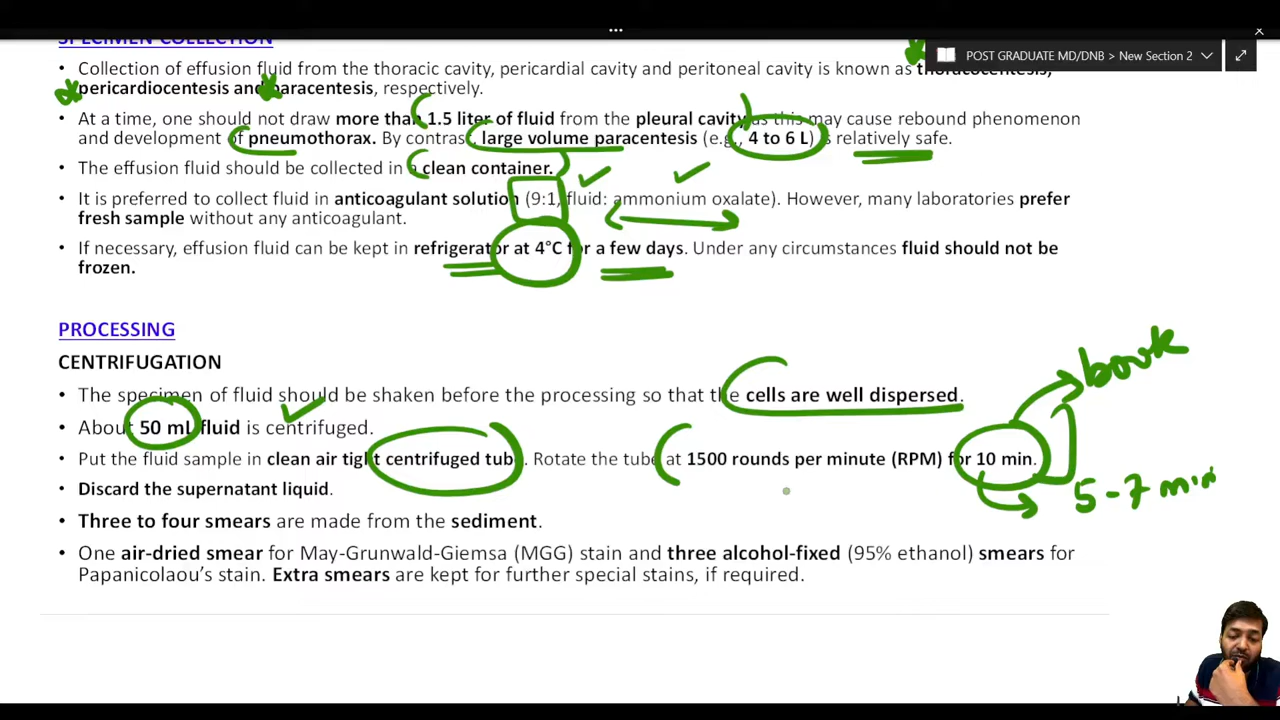 SPECIMEN COLLECTION
POST GRADUATE MD/DNB > New Section 2
• Collection of effusion fluid from the thoracic cavity, pericardial cavity and peritoneal cavity is known as thoracocentesis,
pericardiocentesis and paracentesis, respectively.
• At a time, one should not draw more than 1.5 liter of fluid from the pleural cavity as this may cause rebound phenomenon
and development of pneumothorax. By contrast, large volume paracentesis (e.g., 4 to 6 L) is relatively safe.
• The effusion fluid should be collected in a clean container.
• It is preferred to collect fluid in anticoagulant solution (9:1, fluid: ammonium oxalate). However, many laboratories prefer
fresh sample without any anticoagulant.
• If necessary, effusion fluid can be kept in refrigerator at 4°C for a few days. Under any circumstances fluid should not be
frozen.
PROCESSING
CENTRIFUGATION
book
• The specimen of fluid should be shaken before the processing so that the cells are well dispersed.
• About 50 mL fluid is centrifuged.
• Put the fluid sample in clean air tight centrifuged tube. Rotate the tube at 1500 rounds per minute (RPM) for 10 min.
5-7 min
• Discard the supernatant liquid.
• Three to four smears are made from the sediment.
• One air-dried smear for May-Grunwald-Giemsa (MGG) stain and three alcohol-fixed (95% ethanol) smears for
Papanicolaou's stain. Extra smears are kept for further special stains, if required.